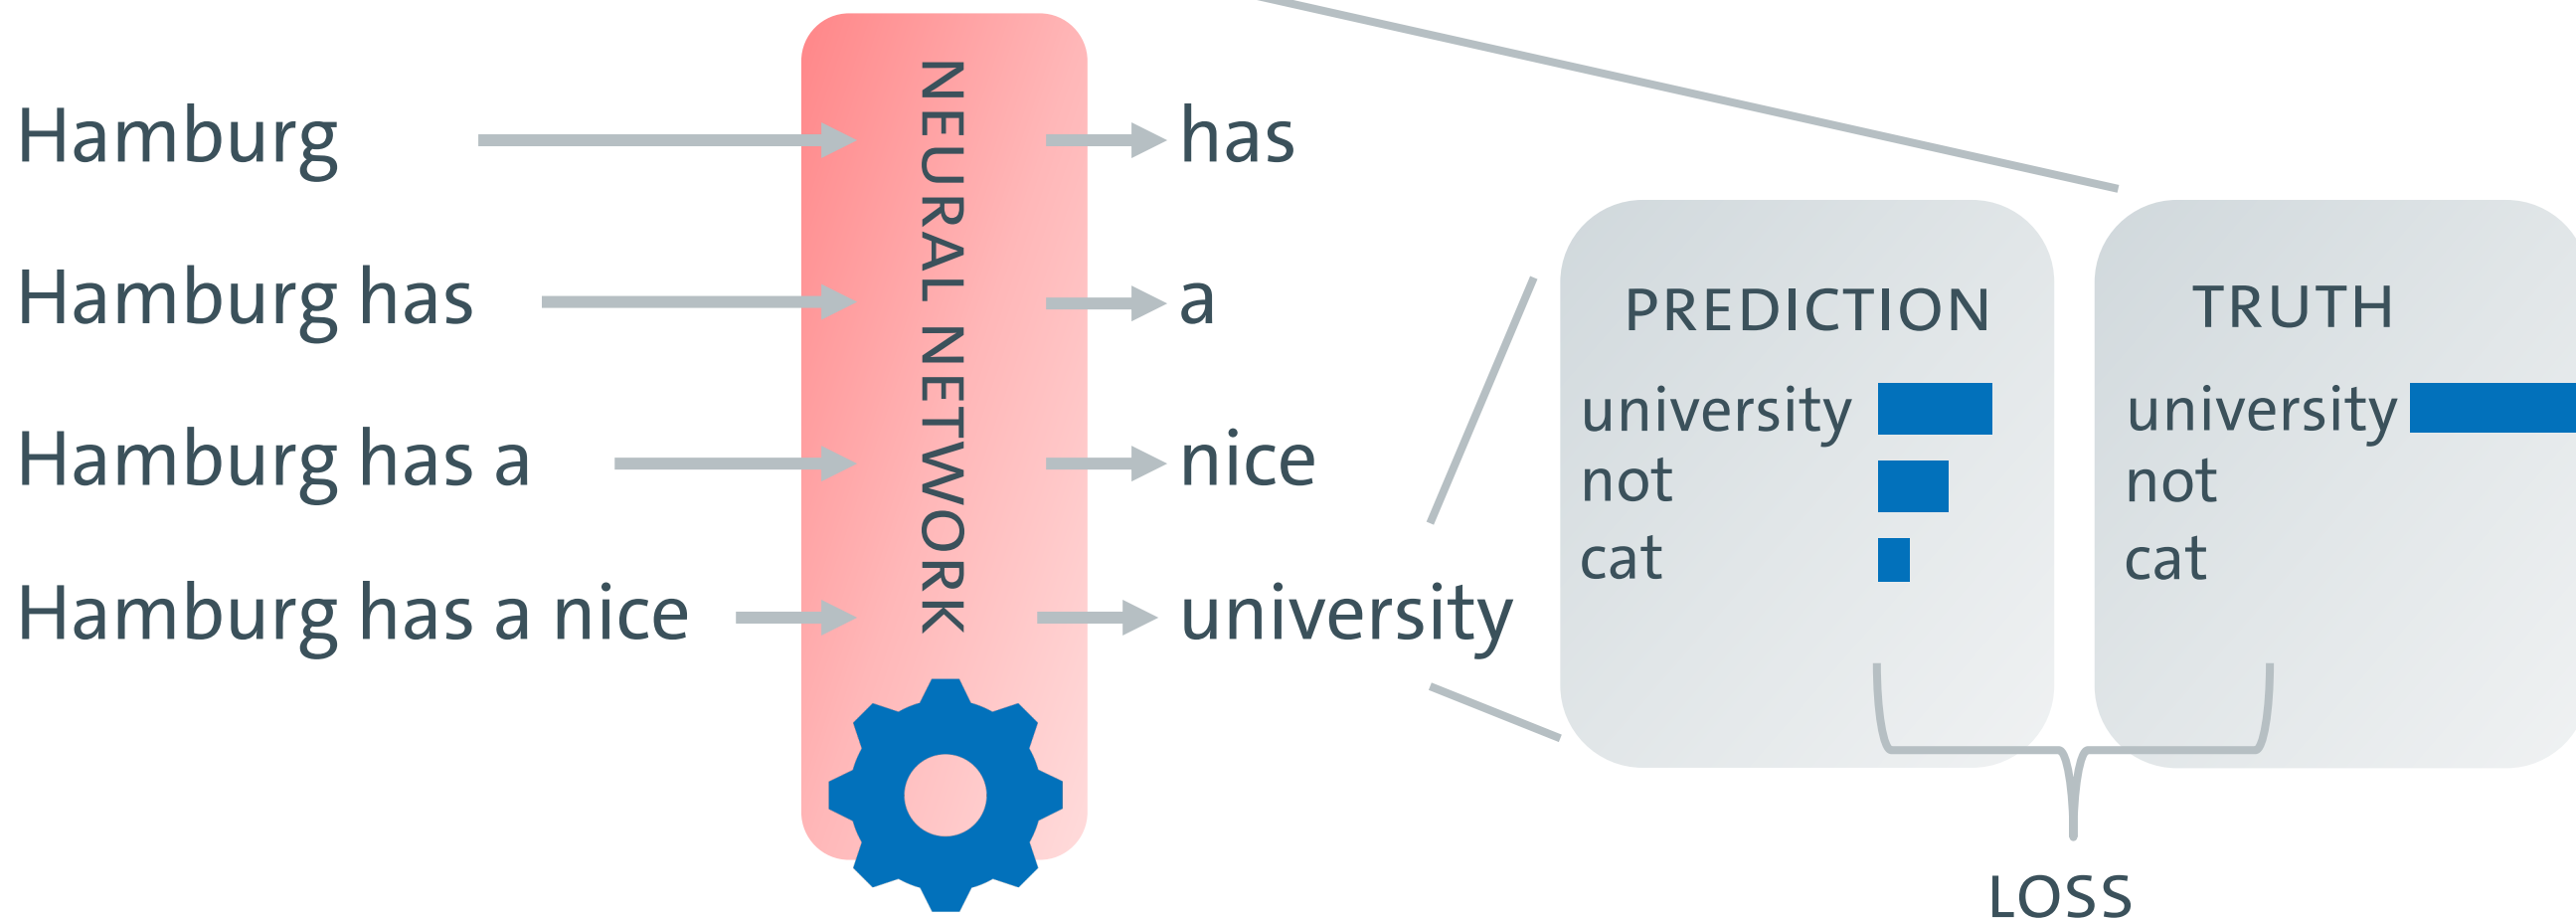 Hamburg
has
Hamburg has
a
Hamburg has a
nice
Hamburg has a nice
university
NEURAL NETWORK
PREDICTION
university
not
cat
TRUTH
university
not
cat
LOSS